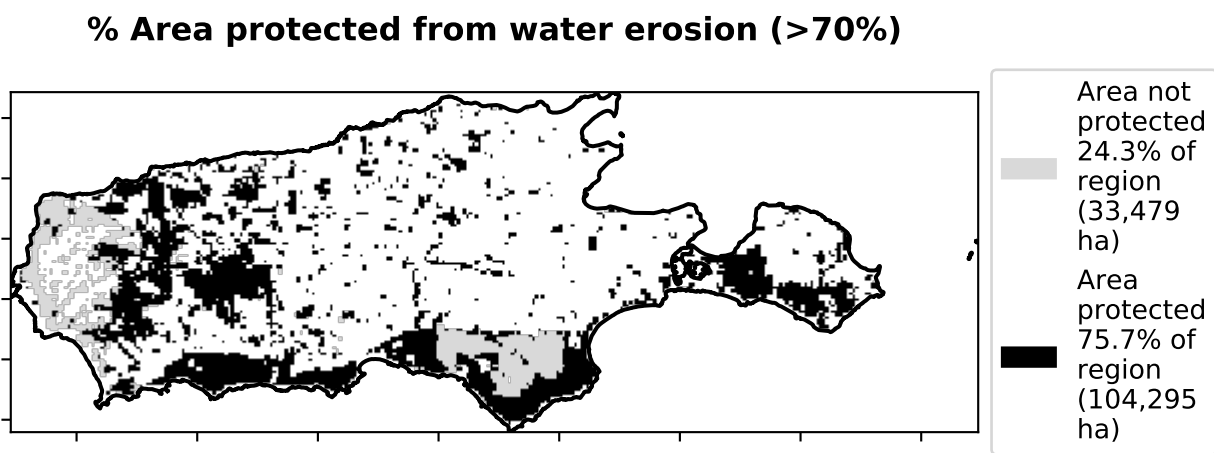 % Area protected from water erosion (>70%)
Area not
protected
24.3% of
region
(33,479
ha)
Area
protected
75.7% of
region
(104,295
ha)